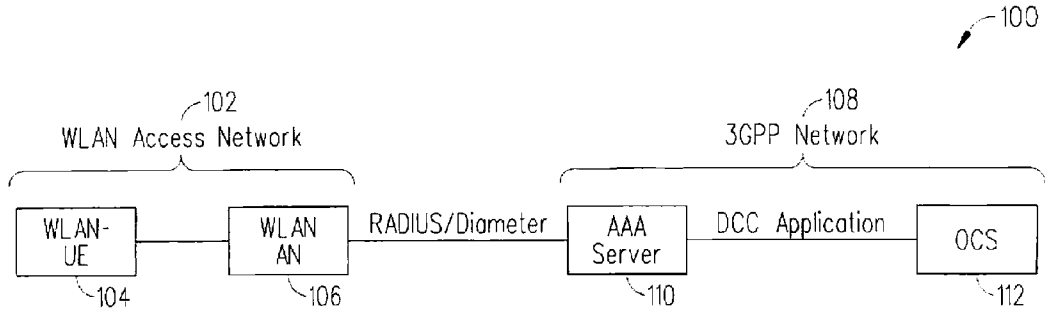 100
102
WLAN Access Network
108
3GPP Network
WLAN-
UE
104
WLAN
AN
106
RADIUS/Diameter
AAA
Server
110
DCC Application
OCS
112